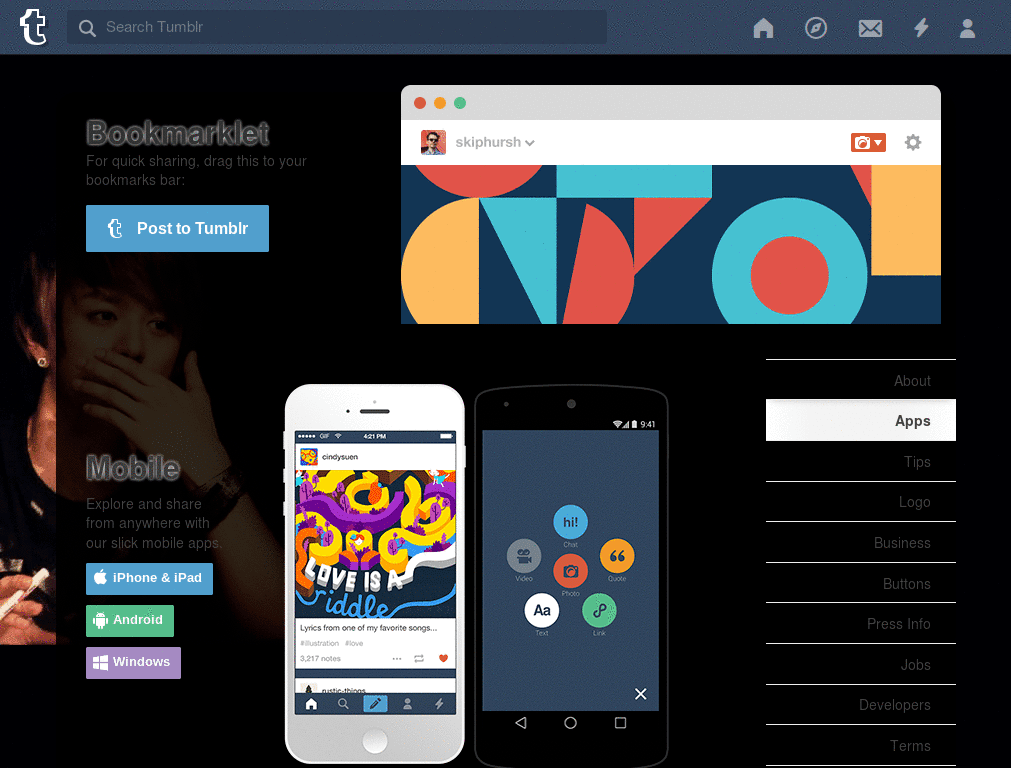 Search Tumblr
Bookmarklet
For quick sharing, drag this to your
bookmarks bar:
Post to Tumblr
skiphursh
Mobile
Explore and share
from anywhere with
our slick mobile apps.
iPhone & iPad
Android
Windows
GIF
4:21 PM
cindysuen
LOVE IS A
riddle
Lyrics from one of my favorite songs...
#illustration #love
3,217 notes
rustic-things
9:41
hi!
Chat
Video
Quote
Photo
Aa
Text
Link
About
Apps
Tips
Logo
Business
Buttons
Press Info
Jobs
Developers
Terms